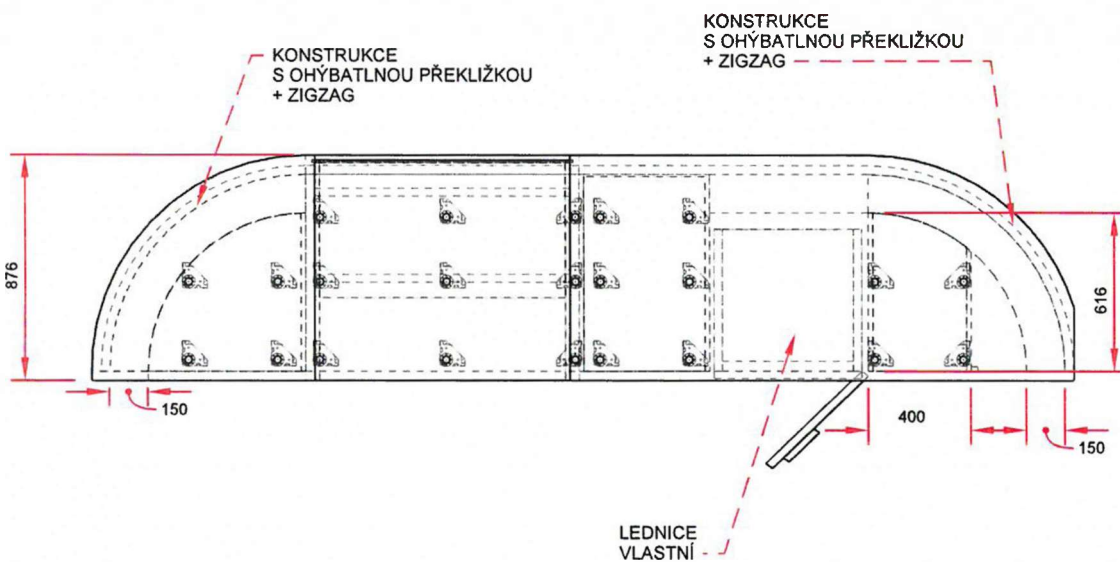 KONSTRUKCE
S OHÝBATLNOU PŘEKLIŽKOU
+ ZIGZAG
KONSTRUKCE
S OHÝBATLNOU PŘEKLIŽKOU
+ ZIGZAG
876
616
150
400
150
LEDNICE
VLASTNÍ